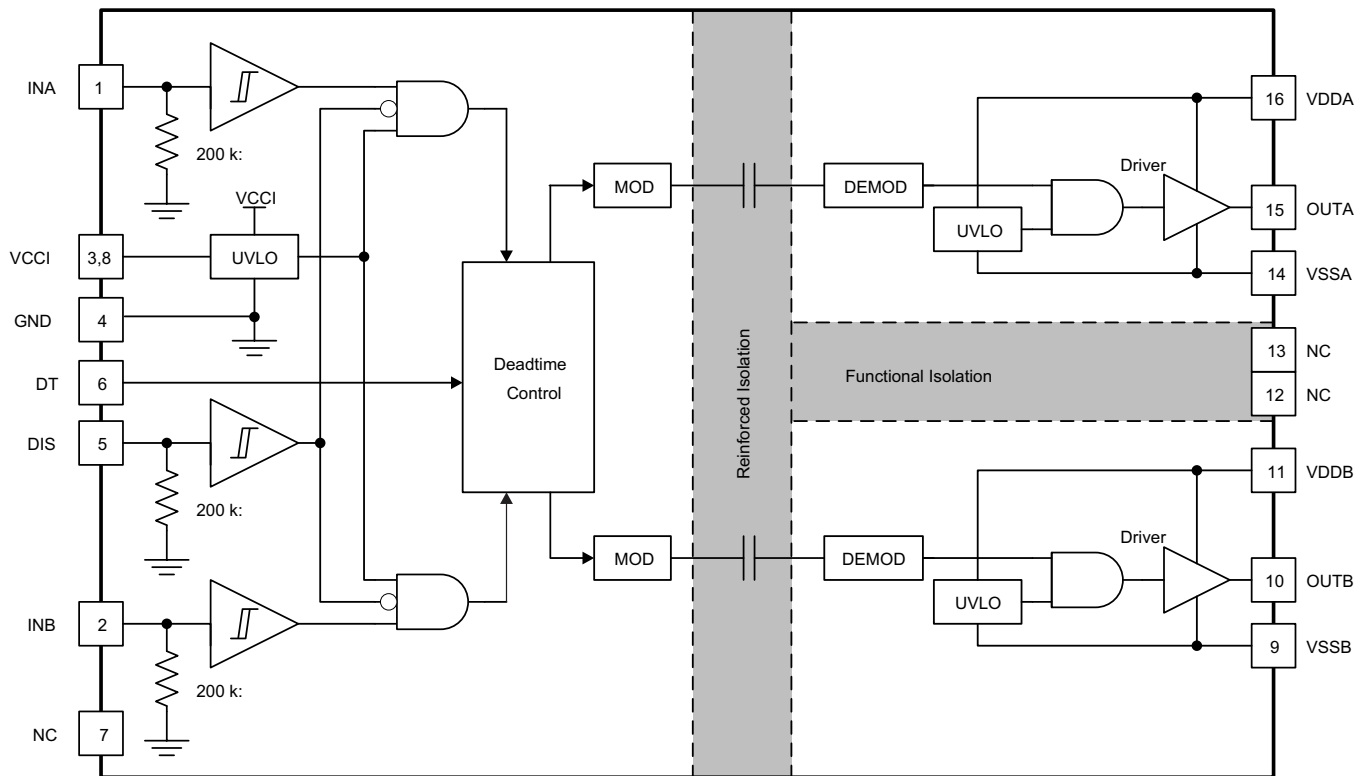 INA
1
200 k:
VCCI
VCCI
3,8
UVLO
GND
4
DT
6
DIS
5
200 k:
INB
2
200 k:
NC
7
Deadtime
Control
MOD
MOD
Reinforced Isolation
DEMOD
UVLO
Driver
16
VDDA
15
OUTA
14
VSSA
Functional Isolation
13
NC
12
NC
DEMOD
UVLO
Driver
11
VDDB
10
OUTB
9
VSSB